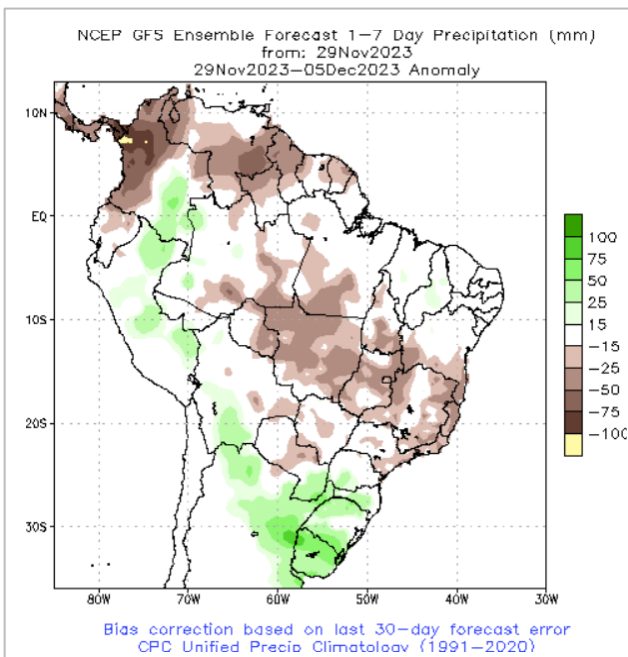 NCEP GFS Ensemble Forecast 1-7 Day Precipitation (mm)
from: 29Nov2023
29Nov2023-05Dec2023 Anomaly
10N
EQ
10S
20S
30S
80W
70W
60W
50W
40W
30W
100
75
50
25
15
-15
-25
-50
-75
-100
Bias correction based on last 30-day forecast error
CPC Unified Precip Climatology (1991-2020)